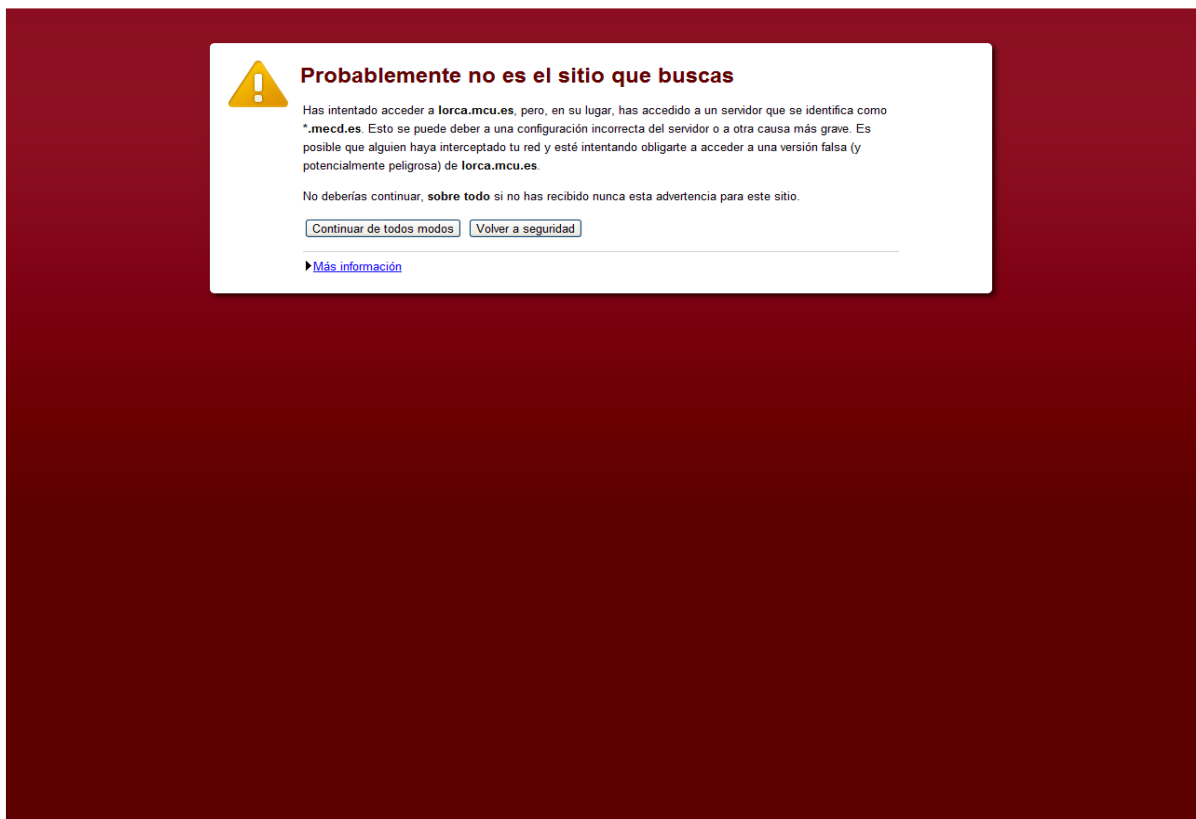 Probablemente no es el sitio que buscas
Has intentado acceder a lorca.mcu.es, pero, en su lugar, has accedido a un servidor que se identifica como
*.mecd.es. Esto se puede deber a una configuración incorrecta del servidor o a otra causa más grave. Es
posible que alguien haya interceptado tu red y esté intentando obligarte a acceder a una versión falsa (y
potencialmente peligrosa) de lorca.mcu.es.
No deberías continuar, sobre todo si no has recibido nunca esta advertencia para este sitio.
Continuar de todos modos Volver a seguridad
Más información